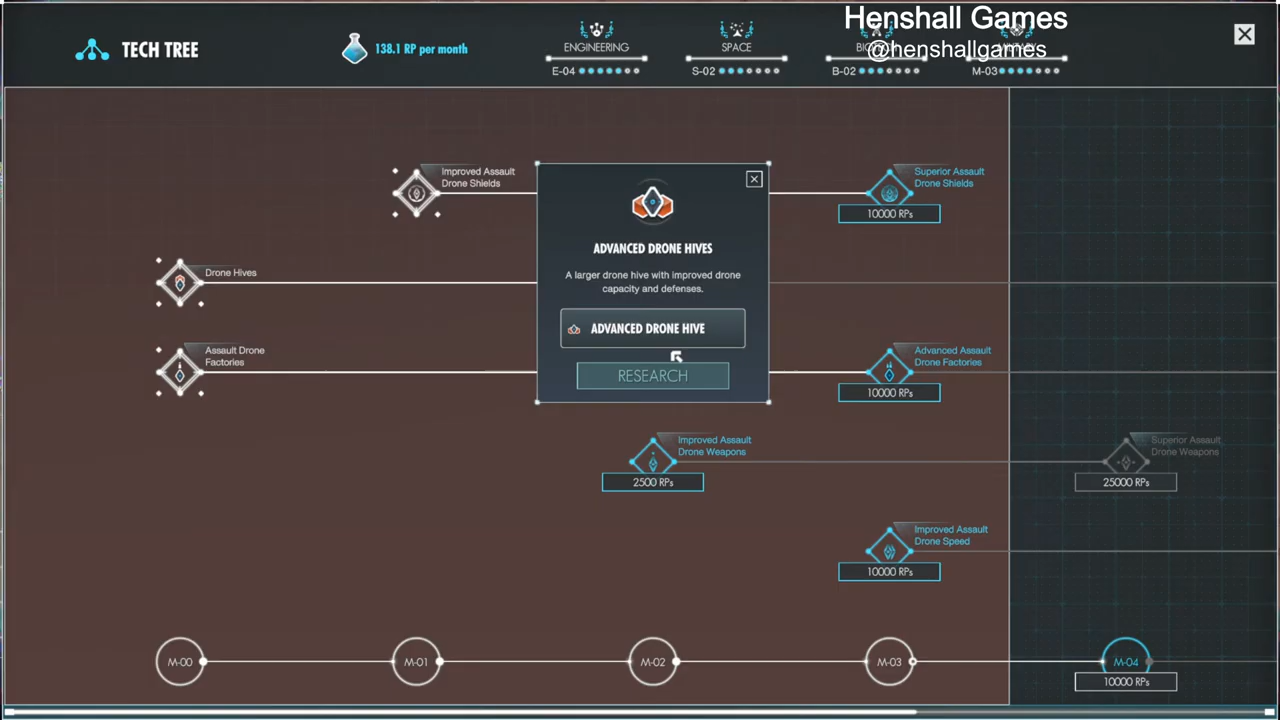 Henshall Games
@henshallgames
TECH TREE
138.1 RP per month
ENGINEERING
E-04
SPACE
S-02
B-02
M-03
Improved Assault
Drone Shields
Superior Assault
Drone Shields
10000 RPs
ADVANCED DRONE HIVES
A larger drone hive with improved drone
capacity and defenses.
ADVANCED DRONE HIVE
RESEARCH
Drone Hives
Assault Drone
Factories
Advanced Assault
Drone Factories
10000 RPs
Improved Assault
Drone Weapons
2500 RPs
Superior Assault
Drone Weapons
25000 RPs
Improved Assault
Drone Speed
10000 RPs
M-00
M-01
M-02
M-03
M-04
10000 RPs